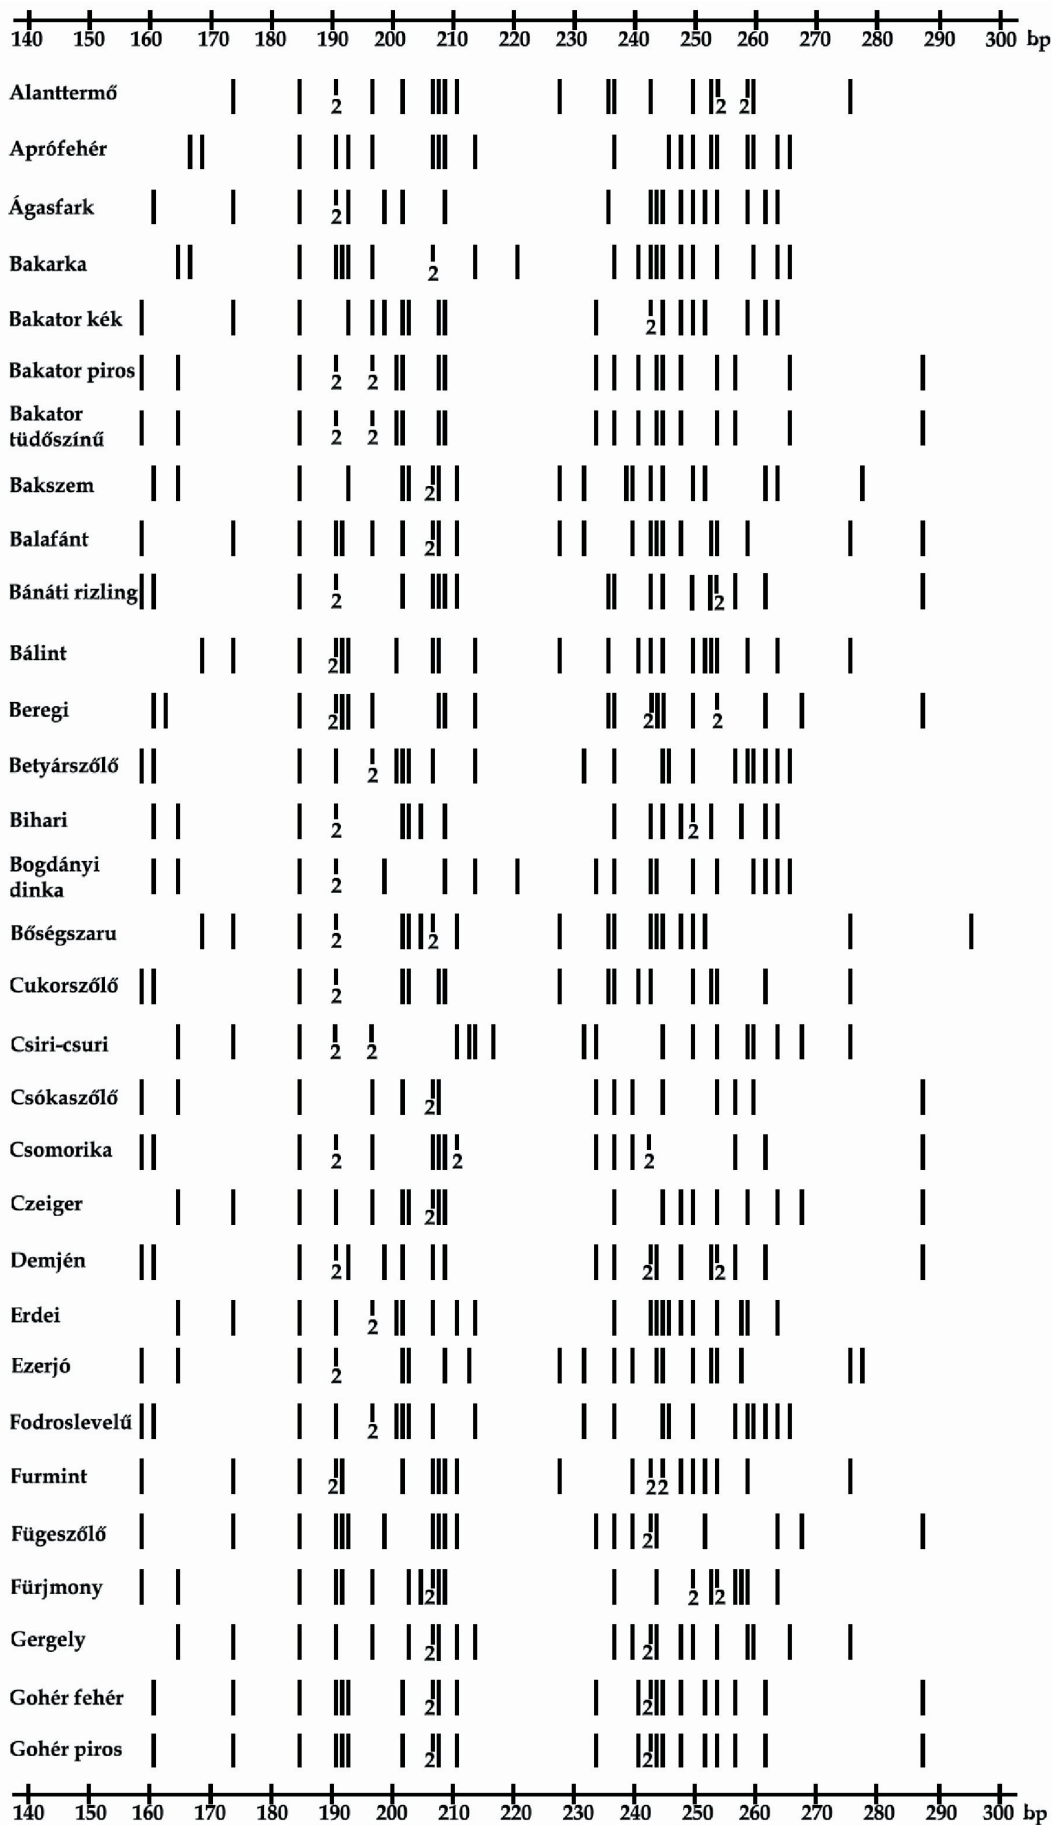 140 150 160 170 180 190 200 210 220 230 240 250 260 270 280 290 300 bp
Alanttermő 2 2 2
Aprófehér
Ágasfark 2
Bakarka 2
Bakator kék 2
Bakator piros 2 2
Bakator
tüdőszínű 2 2
Bakszem 2
Balafánt 2
Bánáti rizling 2 2
Bálint 2
Beregi 2 2 2
Betyárszőlő 2
Bihari 2 2
Bogdányi
dinka 2
Bőségszaru 2 2
Cukorszőlő 2
Csiri-csuri 2 2
Csókaszőlő 2
Csomorika 2 2 2
Czeiger 2
Demjén 2 2 2
Erdei 2
Ezerjó 2
Fodroslevelű 2
Furmint 2 2 2
Fügeszőlő 2
Fürjmony 2 2 2
Gergely 2 2
Gohér fehér 2 2
Gohér piros 2 2
140 150 160 170 180 190 200 210 220 230 240 250 260 270 280 290 300 bp